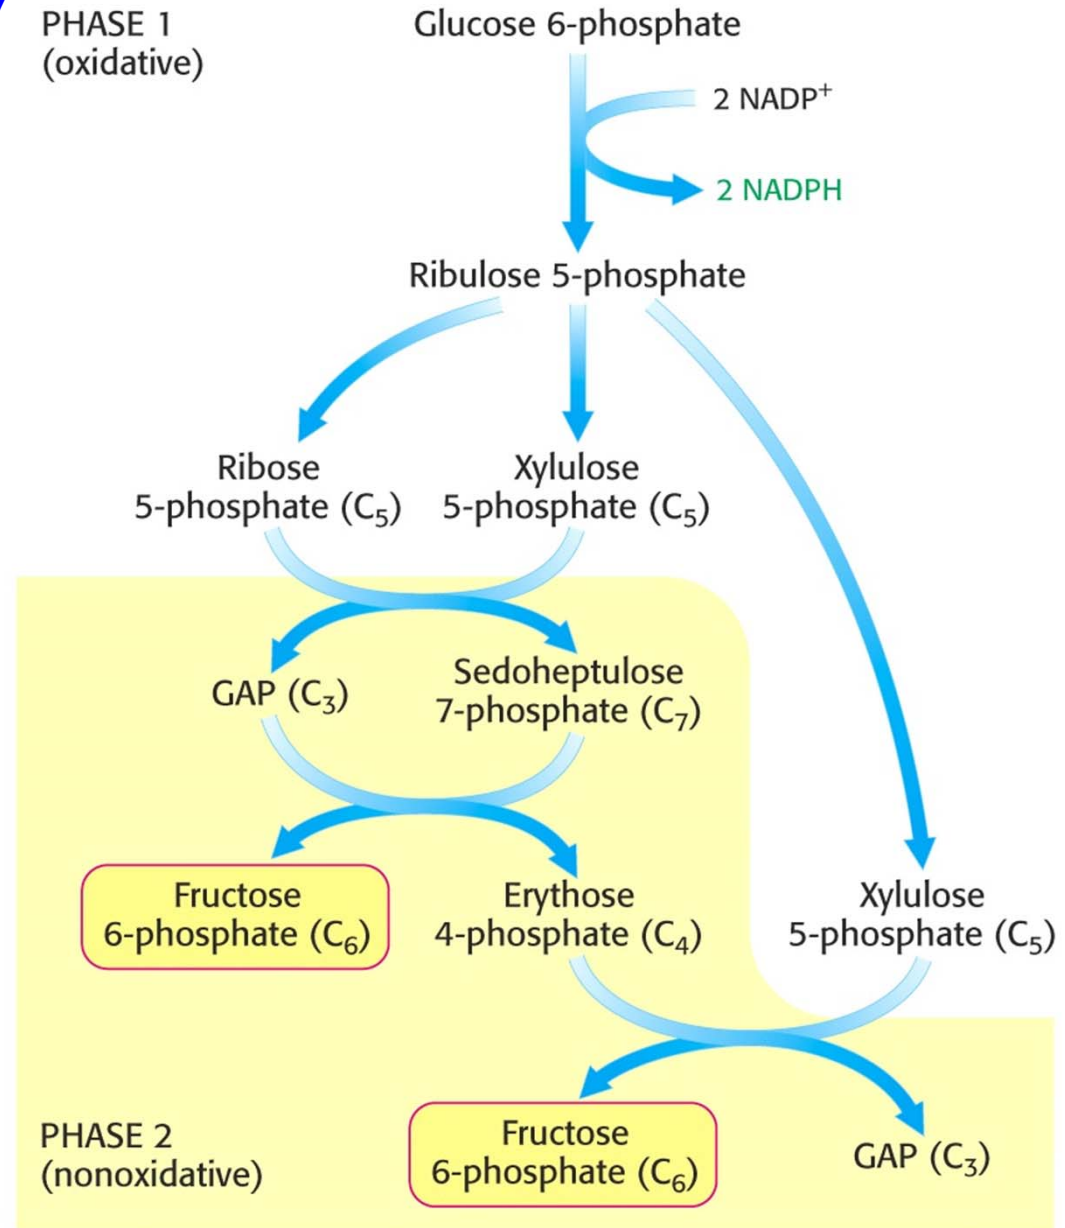 PHASE 1
(oxidative)
Glucose 6-phosphate
2 NADP⁺
2 NADPH
Ribulose 5-phosphate
Ribose
5-phosphate (C₅)
Xylulose
5-phosphate (C₅)
GAP (C₃)
Sedoheptulose
7-phosphate (C₇)
Fructose
6-phosphate (C₆)
Erythose
4-phosphate (C₄)
Xylulose
5-phosphate (C₅)
Fructose
6-phosphate (C₆)
GAP (C₃)
PHASE 2
(nonoxidative)